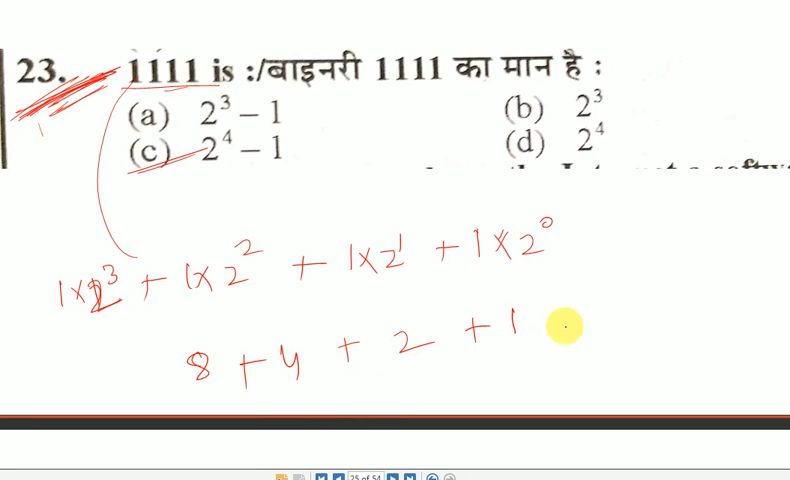 23. 1111 is :/बाइनरी 1111 का मान है :
(a) 2³ – 1 (b) 2³
(c) 2⁴ – 1 (d) 2⁴
1×2³ + 1×2² + 1×2¹ + 1×2⁰
8 + 4 + 2 + 1
25 of 54